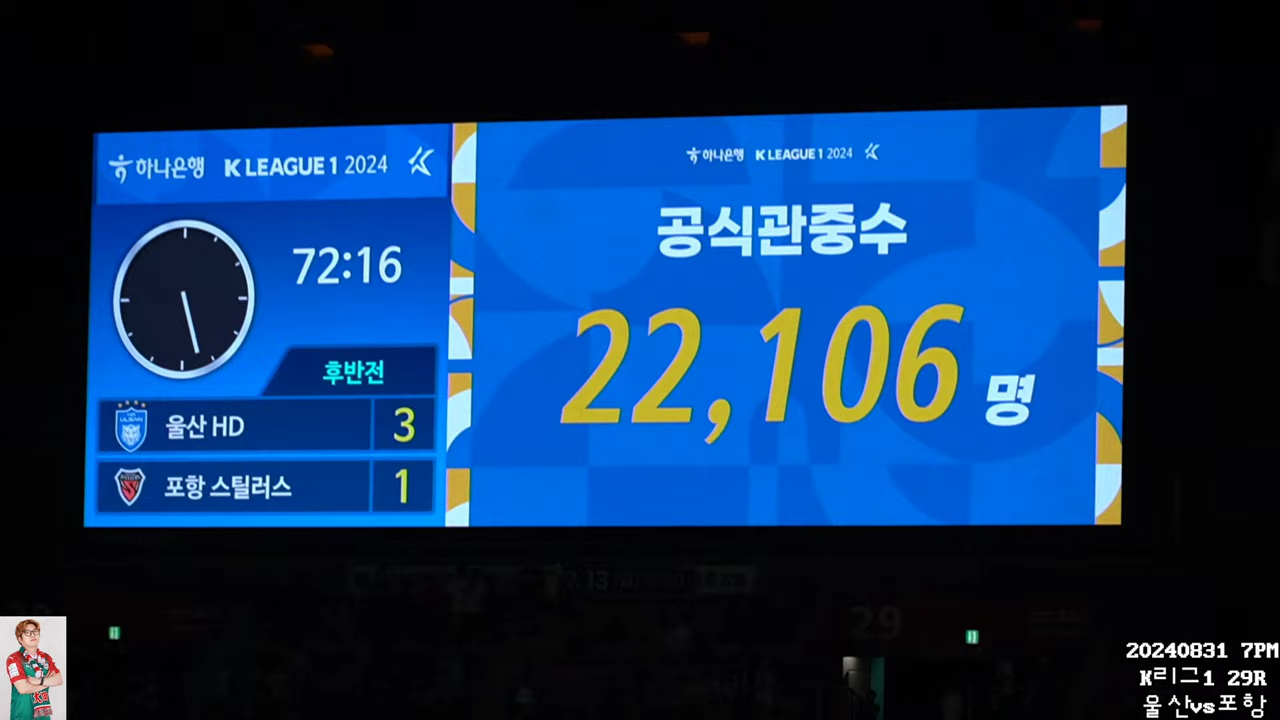 하나은행 K LEAGUE 1 2024
72:16
후반전
울산 HD 3
포항 스틸러스 1
하나은행 K LEAGUE 1 2024
공식관중수
22,106 명
29
20240831 7PM
K리그1 29R
울산vs포항